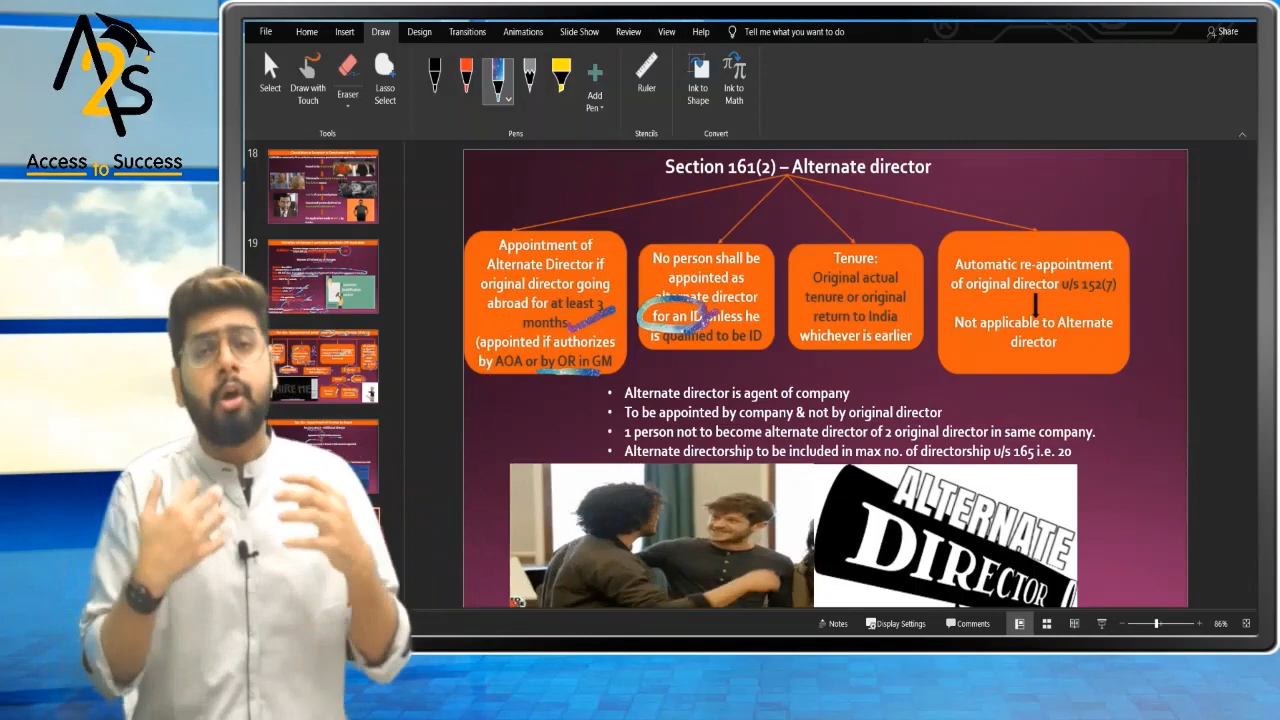 A2S
Access to Success
File Home Insert Draw Design Transitions Animations Slide Show Review View Help Tell me what you want to do Share
Select
Draw with
Touch
Eraser
Lasso
Select
Add
Pen
Ruler
Ink to
Shape
Ink to
Math
Tools Pens Stencils Convert
18
19
Section 161(2) – Alternate director
Appointment of
Alternate Director if
original director going
abroad for at least 3
months
(appointed if authorizes
by AOA or by OR in GM
No person shall be
appointed as
alternate director
for an ID unless he
is qualified to be ID
Tenure:
Original actual
tenure or original
return to India
whichever is earlier
Automatic re-appointment
of original director u/s 152(7)
Not applicable to Alternate
director
• Alternate director is agent of company
• To be appointed by company & not by original director
• 1 person not to become alternate director of 2 original director in same company.
• Alternate directorship to be included in max no. of directorship u/s 165 i.e. 20
ALTERNATE
DIRECTOR
Notes Display Settings Comments 86%